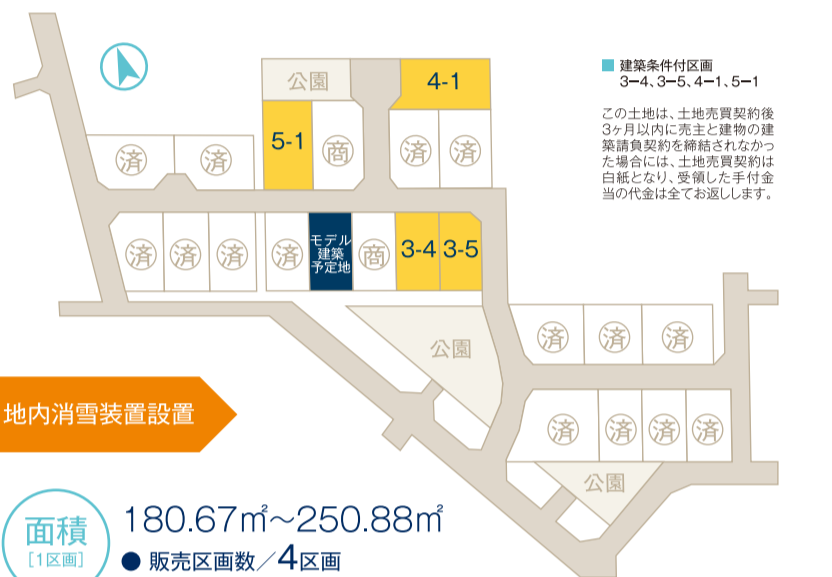 公園
4-1
建築条件付区画
3-4、3-5、4-1、5-1
この土地は、土地売買契約後
3ヶ月以内に売主と建物の建
築請負契約を締結されなかっ
た場合には、土地売買契約は
白紙となり、受領した手付金
当の代金は全てお返しします。
済
済
5-1
商
済
済
済
済
済
済
モデル
建築
予定地
商
3-4
3-5
公園
済
済
済
地内消雪装置設置
済
済
済
済
公園
面積
[1区画]
180.67㎡~250.88㎡
● 販売区画数/4区画